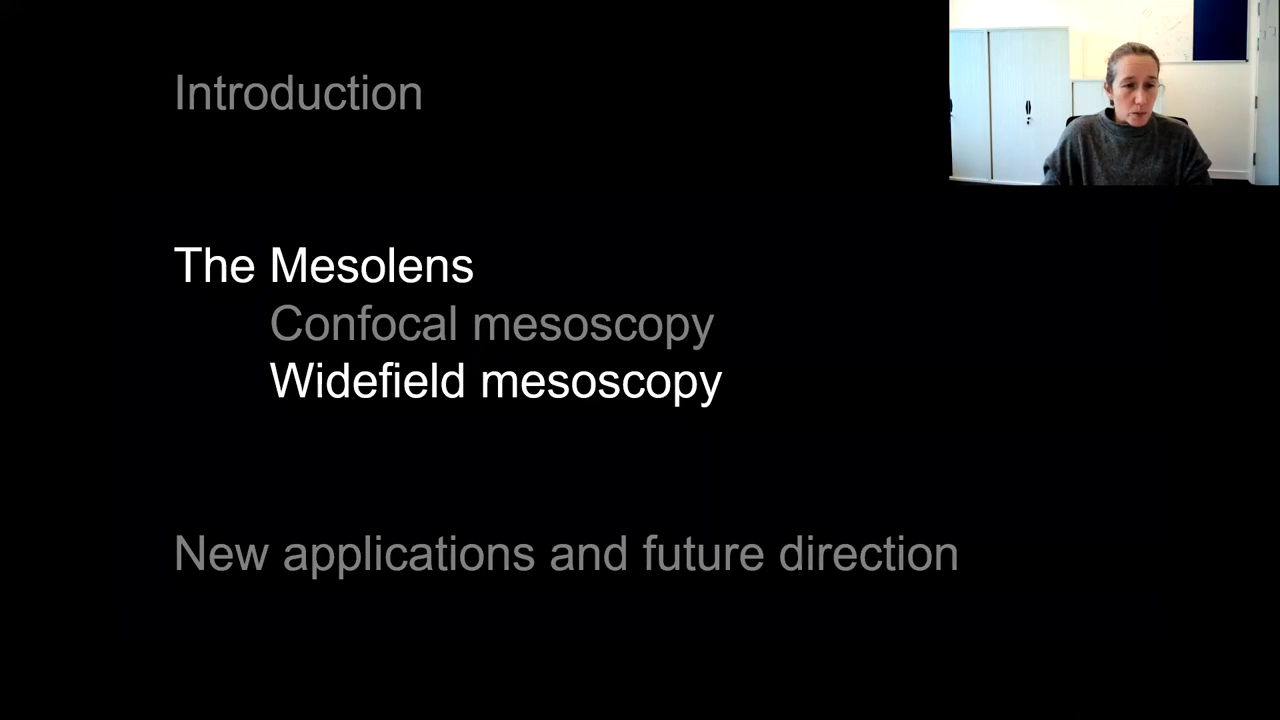 Introduction
The Mesolens
Confocal mesoscopy
Widefield mesoscopy
New applications and future direction